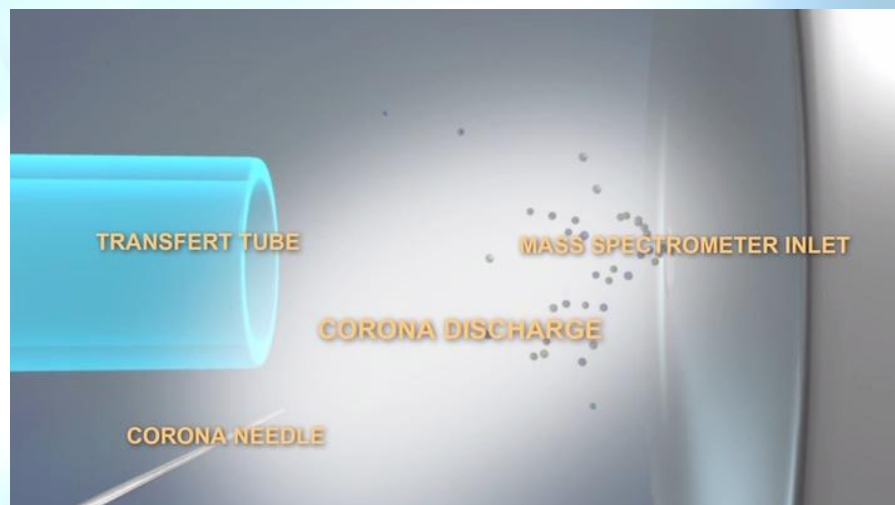 TRANSFERT TUBE
MASS SPECTROMETER INLET
CORONA DISCHARGE
CORONA NEEDLE